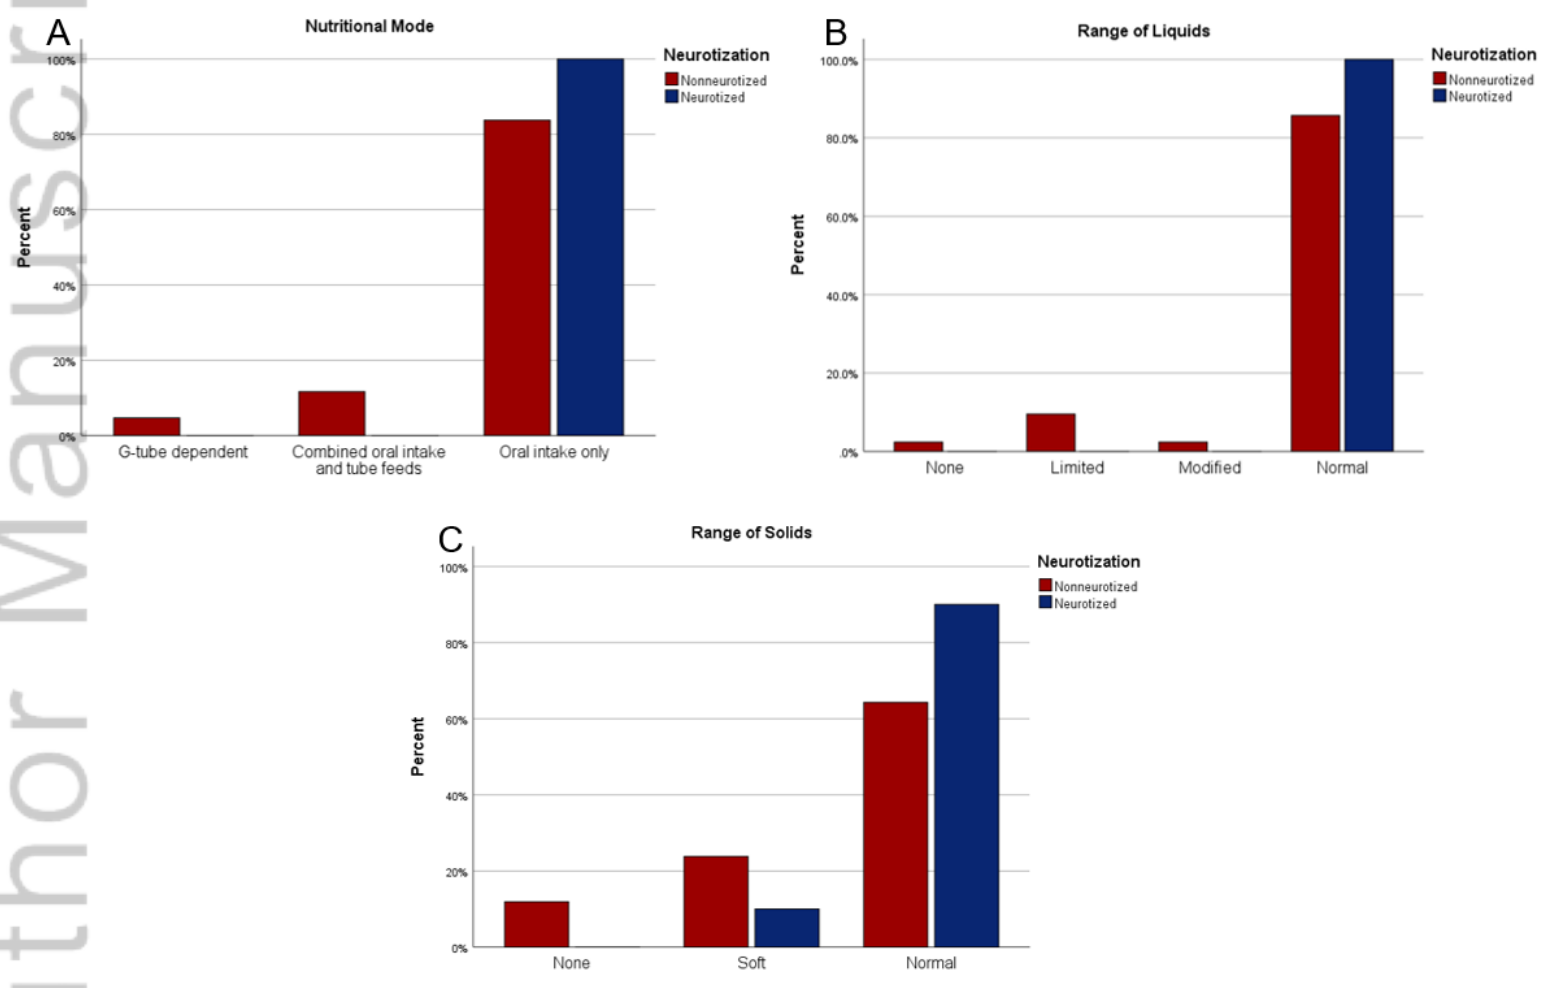 A
Nutritional Mode
Percent
100%
80%
60%
40%
20%
0%
G-tube dependent
Combined oral intake
and tube feeds
Oral intake only
Neurotization
Nonneurotized
Neurotized
B
Range of Liquids
Percent
100.0%
80.0%
60.0%
40.0%
20.0%
.0%
None
Limited
Modified
Normal
Neurotization
Nonneurotized
Neurotized
C
Range of Solids
Percent
100%
80%
60%
40%
20%
0%
None
Soft
Normal
Neurotization
Nonneurotized
Neurotized
uthor Manuscri